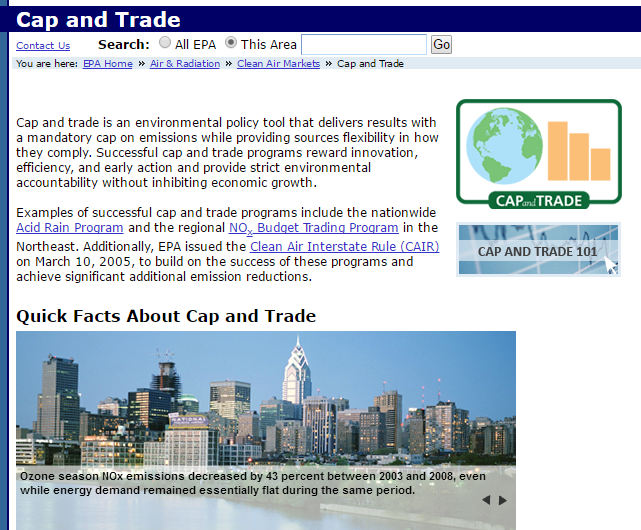 Cap and Trade
Contact Us Search: All EPA This Area Go
You are here: EPA Home » Air & Radiation » Clean Air Markets » Cap and Trade
Cap and trade is an environmental policy tool that delivers results with
a mandatory cap on emissions while providing sources flexibility in how
they comply. Successful cap and trade programs reward innovation,
efficiency, and early action and provide strict environmental
accountability without inhibiting economic growth.
Examples of successful cap and trade programs include the nationwide
Acid Rain Program and the regional NOx Budget Trading Program in the
Northeast. Additionally, EPA issued the Clean Air Interstate Rule (CAIR)
on March 10, 2005, to build on the success of these programs and
achieve significant additional emission reductions.
CAP and TRADE
CAP AND TRADE 101
Quick Facts About Cap and Trade
Ozone season NOx emissions decreased by 43 percent between 2003 and 2008, even
while energy demand remained essentially flat during the same period.